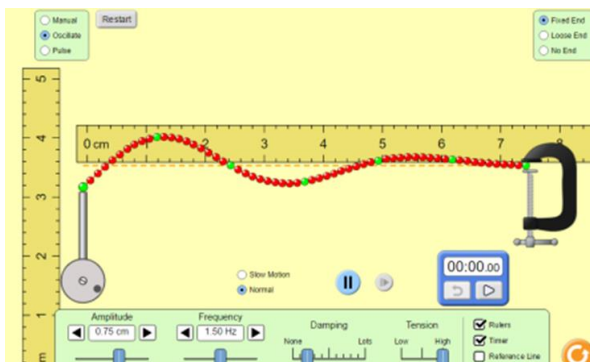 Manual
Oscillate
Pulse
Restart
Fixed End
Loose End
No End
5
4
3
2
1
0 cm
2
3
4
5
6
7
8
Slow Motion
Normal
00:00.00
Amplitude
0.75 cm
Frequency
1.50 Hz
Damping
None
Lots
Tension
Low
High
Rulers
Timer
Reference Line